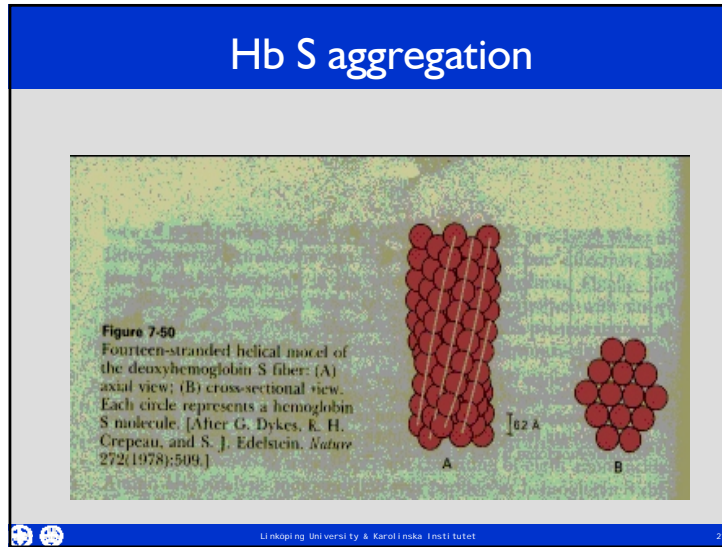 Hb S aggregation
Figure 7-50
Fourteen-stranded helical mocel of
the deoxyhemoglobin S fiber: (A)
axial view; (B) cross-sectional view.
Each circle represents a hemoglobin
S molecule. [After G. Dykes, R. H.
Crepeau, and S. J. Edelstein. Nature
272(1978):509.]
62 Å
A
B
Linköping University & Karolinska Institutet
2